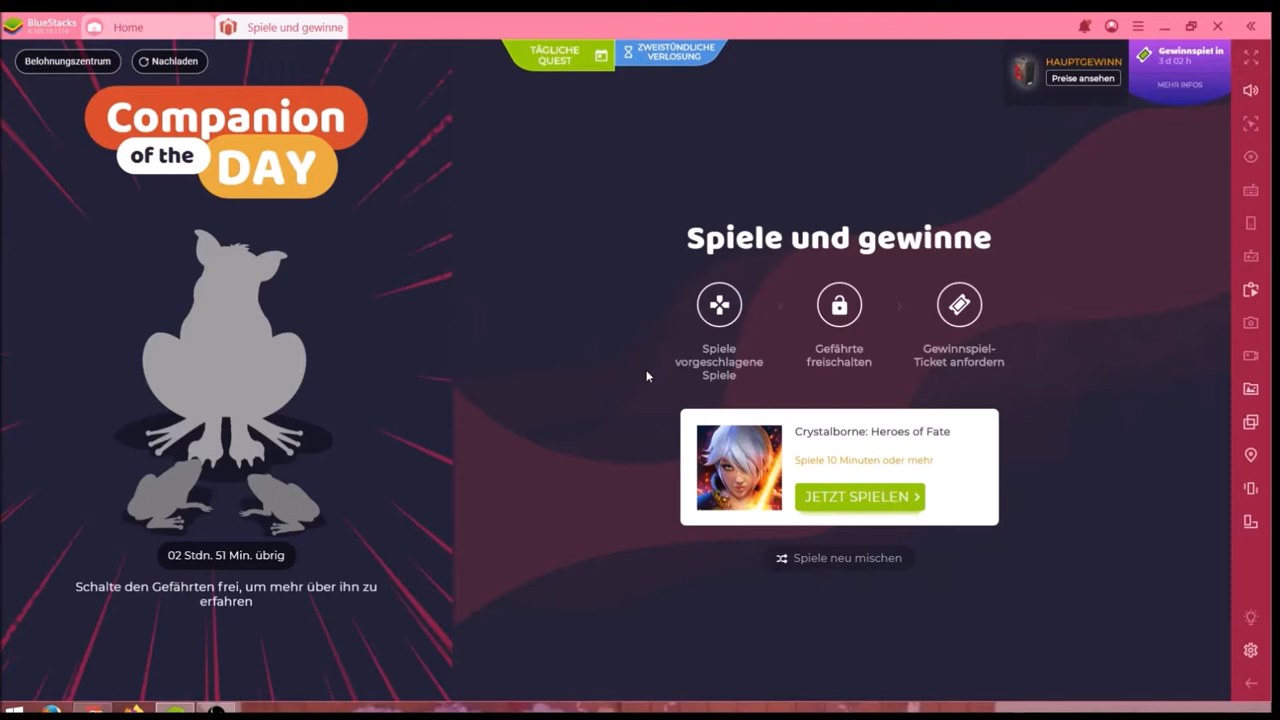 BlueStacks
Home
Spiele und gewinne
Belohnungszentrum
Nachladen
TÄGLICHE
QUEST
ZWEISTÜNDLICHE
VERLOSUNG
HAUPTGEWINN
Preise ansehen
Gewinnspiel in
3 d 02 h
MEHR INFOS
Companion
of the
DAY
Spiele und gewinne
Spiele
vorgeschlagene
Spiele
Gefährte
freischalten
Gewinnspiel-
Ticket anfordern
Crystalborne: Heroes of Fate
Spiele 10 Minuten oder mehr
JETZT SPIELEN
Spiele neu mischen
02 Stdn. 51 Min. übrig
Schalte den Gefährten frei, um mehr über ihn zu
erfahren